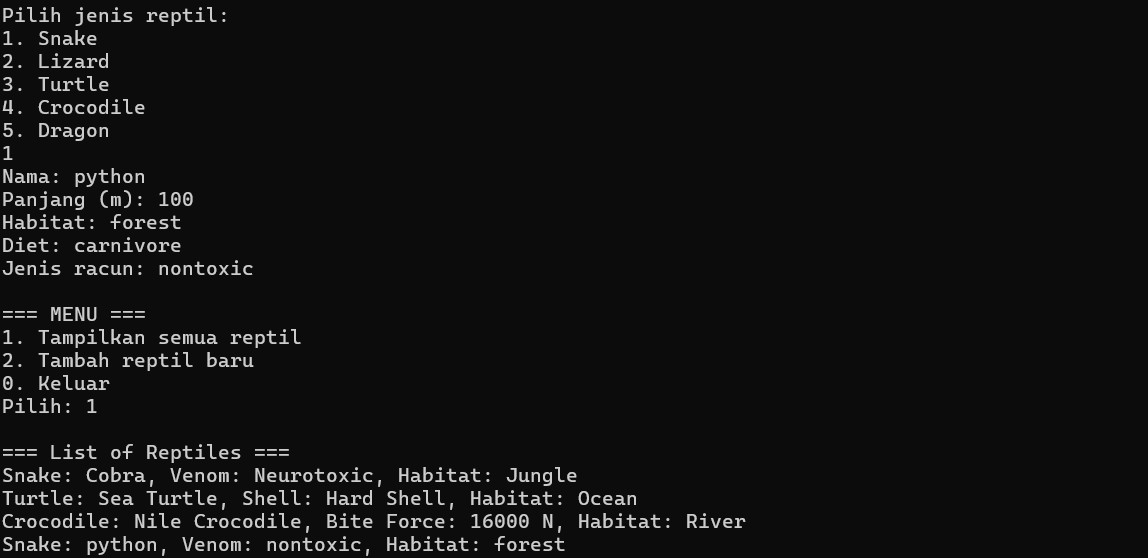 Pilih jenis reptil:
1. Snake
2. Lizard
3. Turtle
4. Crocodile
5. Dragon
1
Nama: python
Panjang (m): 100
Habitat: forest
Diet: carnivore
Jenis racun: nontoxic
=== MENU ===
1. Tampilkan semua reptil
2. Tambah reptil baru
0. Keluar
Pilih: 1
=== List of Reptiles ===
Snake: Cobra, Venom: Neurotoxic, Habitat: Jungle
Turtle: Sea Turtle, Shell: Hard Shell, Habitat: Ocean
Crocodile: Nile Crocodile, Bite Force: 16000 N, Habitat: River
Snake: python, Venom: nontoxic, Habitat: forest